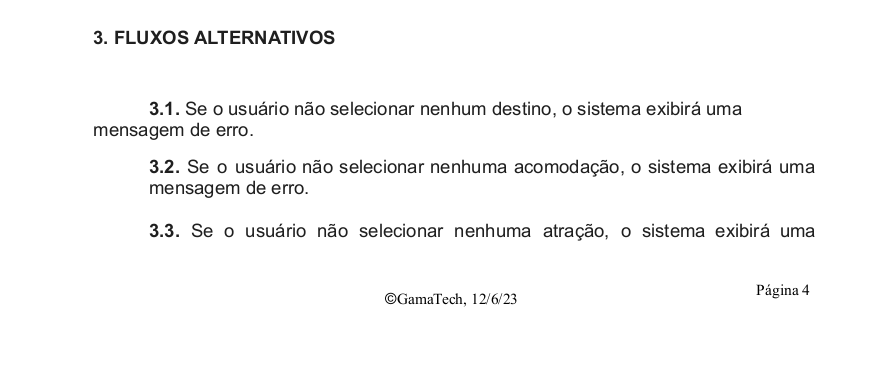 3. FLUXOS ALTERNATIVOS
3.1. Se o usuário não selecionar nenhum destino, o sistema exibirá uma
mensagem de erro.
3.2. Se o usuário não selecionar nenhuma acomodação, o sistema exibirá uma
mensagem de erro.
3.3. Se o usuário não selecionar nenhuma atração, o sistema exibirá uma
Página 4
©GamaTech, 12/6/23